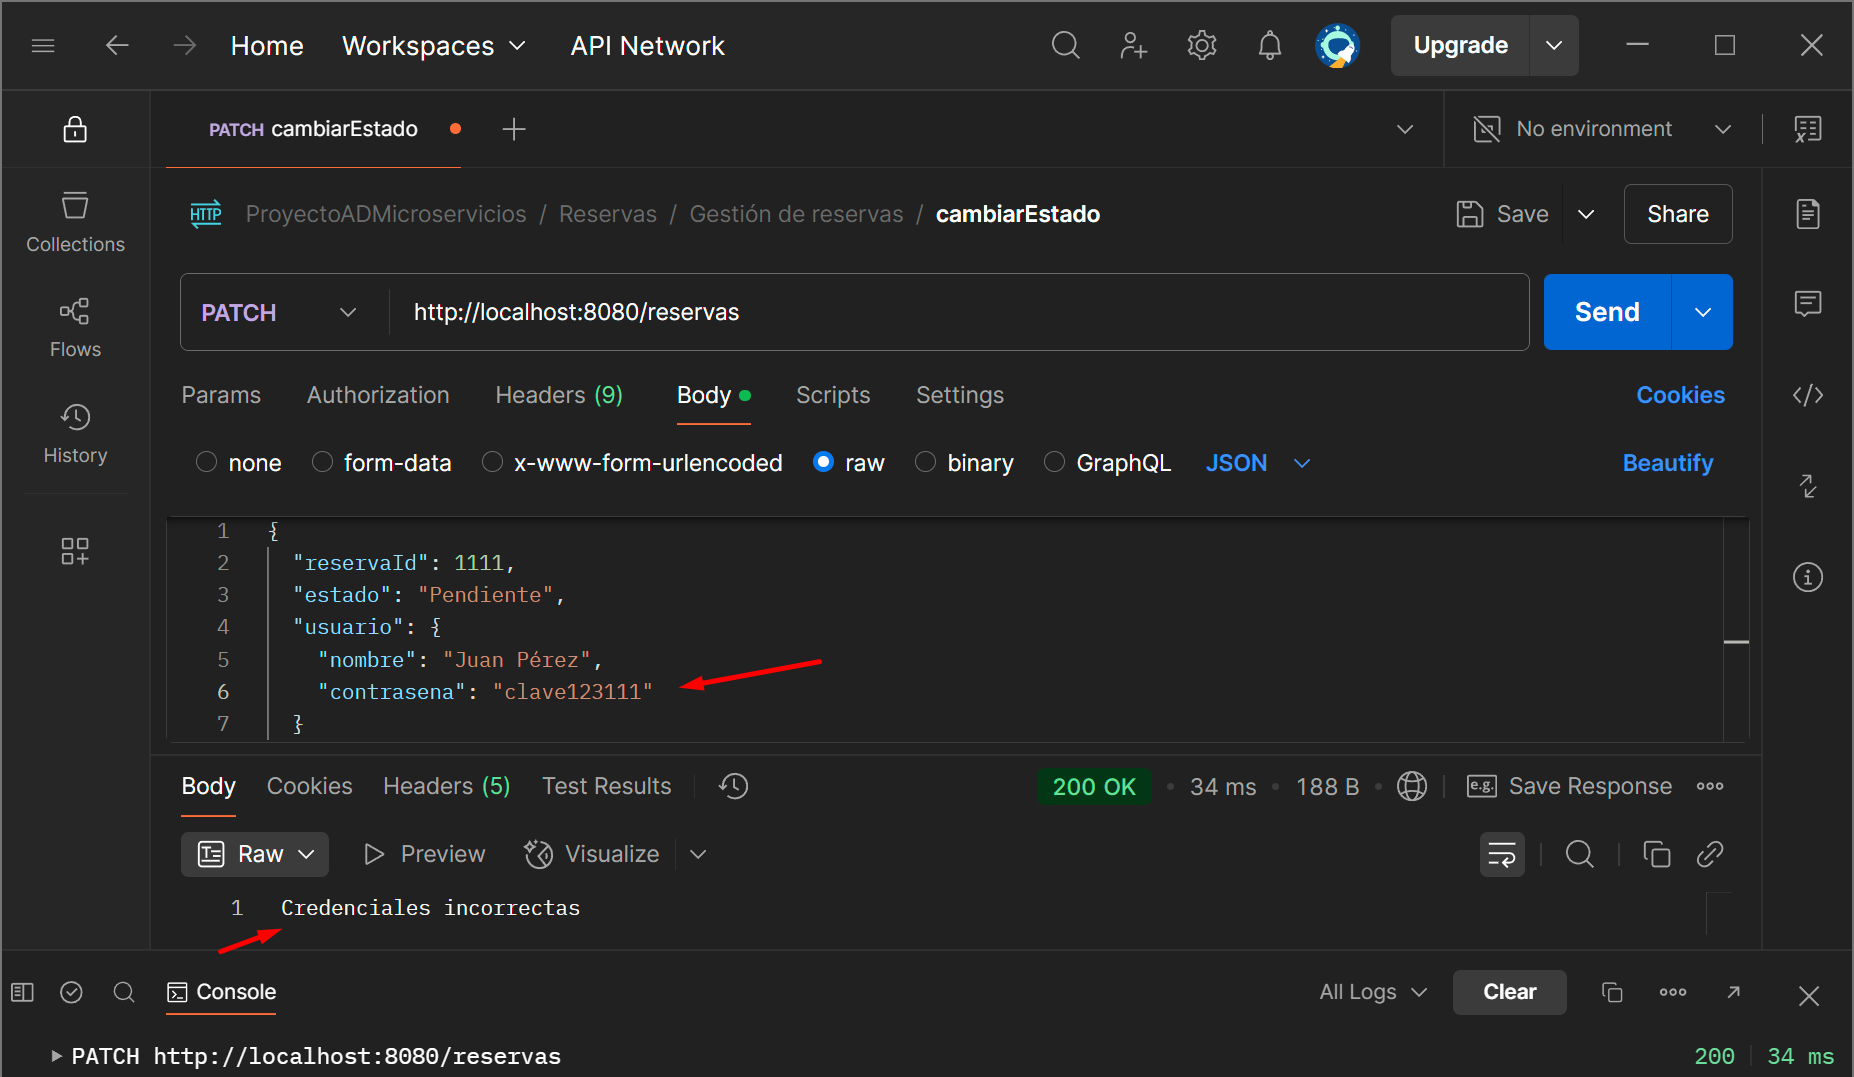 Home Workspaces API Network Upgrade
PATCH cambiarEstado No environment
HTTP ProyectoADMicroservicios / Reservas / Gestión de reservas / cambiarEstado Save Share
Collections
PATCH http://localhost:8080/reservas Send
Flows
Params Authorization Headers (9) Body Scripts Settings Cookies
History
none form-data x-www-form-urlencoded raw binary GraphQL JSON Beautify
1 {
2 "reservaId": 1111,
3 "estado": "Pendiente",
4 "usuario": {
5 "nombre": "Juan Pérez",
6 "contrasena": "clave123111"
7 }
Body Cookies Headers (5) Test Results 200 OK • 34 ms • 188 B • e.g. Save Response
Raw Preview Visualize
1 Credenciales incorrectas
Console All Logs Clear
PATCH http://localhost:8080/reservas 200 34 ms